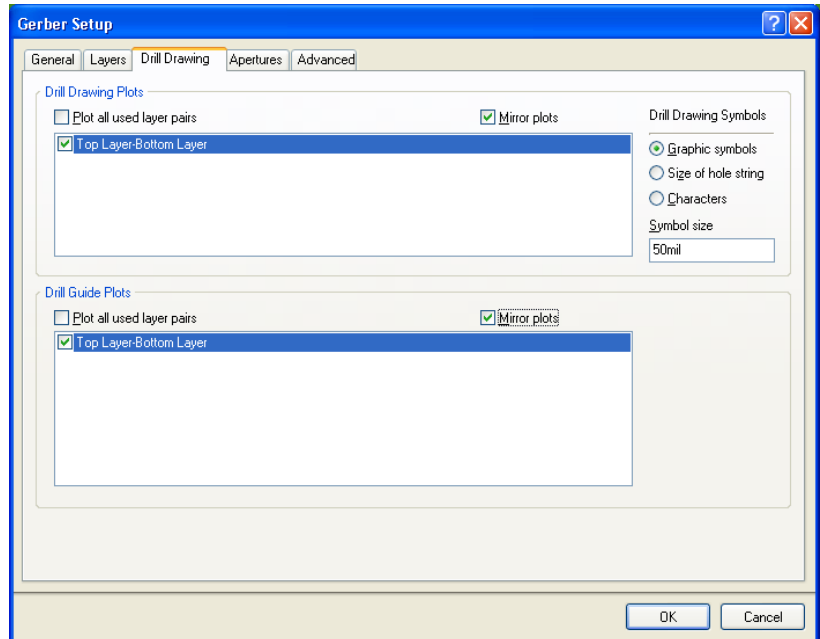 Gerber Setup
General Layers Drill Drawing Apertures Advanced
Drill Drawing Plots
Plot all used layer pairs Mirror plots
Top Layer-Bottom Layer
Drill Drawing Symbols
Graphic symbols
Size of hole string
Characters
Symbol size
50mil
Drill Guide Plots
Plot all used layer pairs Mirror plots
Top Layer-Bottom Layer
OK Cancel